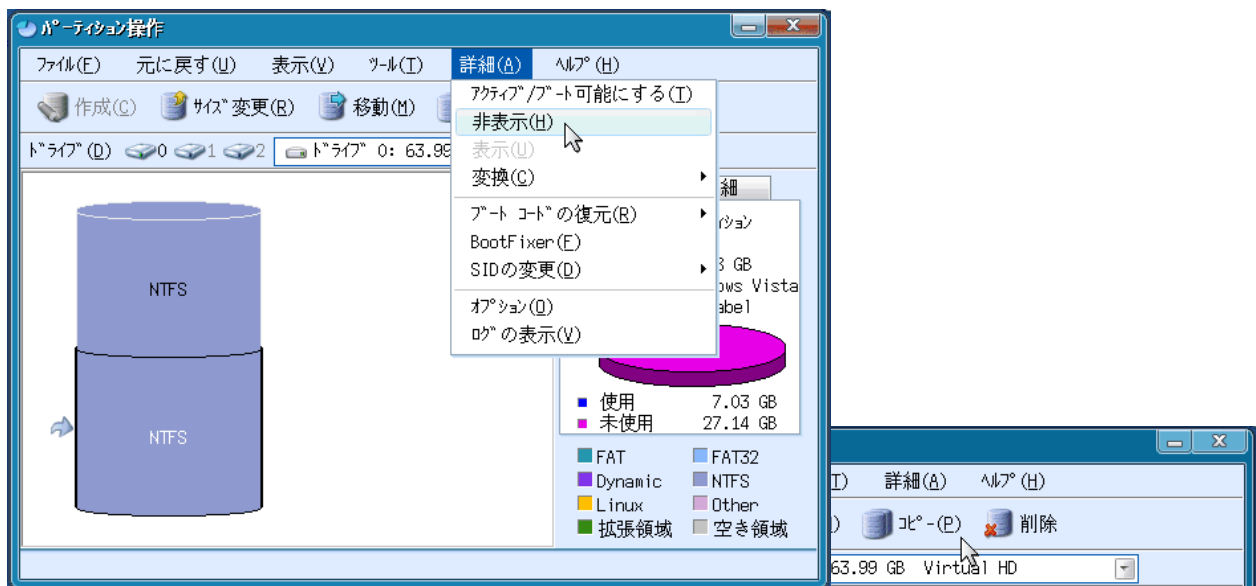 パーティション操作
ファイル(F) 元に戻す(U) 表示(V) ツール(T) 詳細(A) ヘルプ(H)
作成(C) サイズ変更(R) 移動(M)
ドライブ(D) 0 1 2 ドライブ 0: 63.99
アクティブ/ブート可能にする(T)
非表示(H)
表示(U)
変換(C)
ブート コードの復元(R)
BootFixer(F)
SIDの変更(D)
オプション(O)
ログの表示(V)
NTFS
NTFS
細
ィション
GB
ows Vista
abel
使用 7.03 GB
未使用 27.14 GB
FAT FAT32
Dynamic NTFS
Linux Other
拡張領域 空き領域
T) 詳細(A) ヘルプ(H)
) コピー(P) 削除
63.99 GB Virtual HD